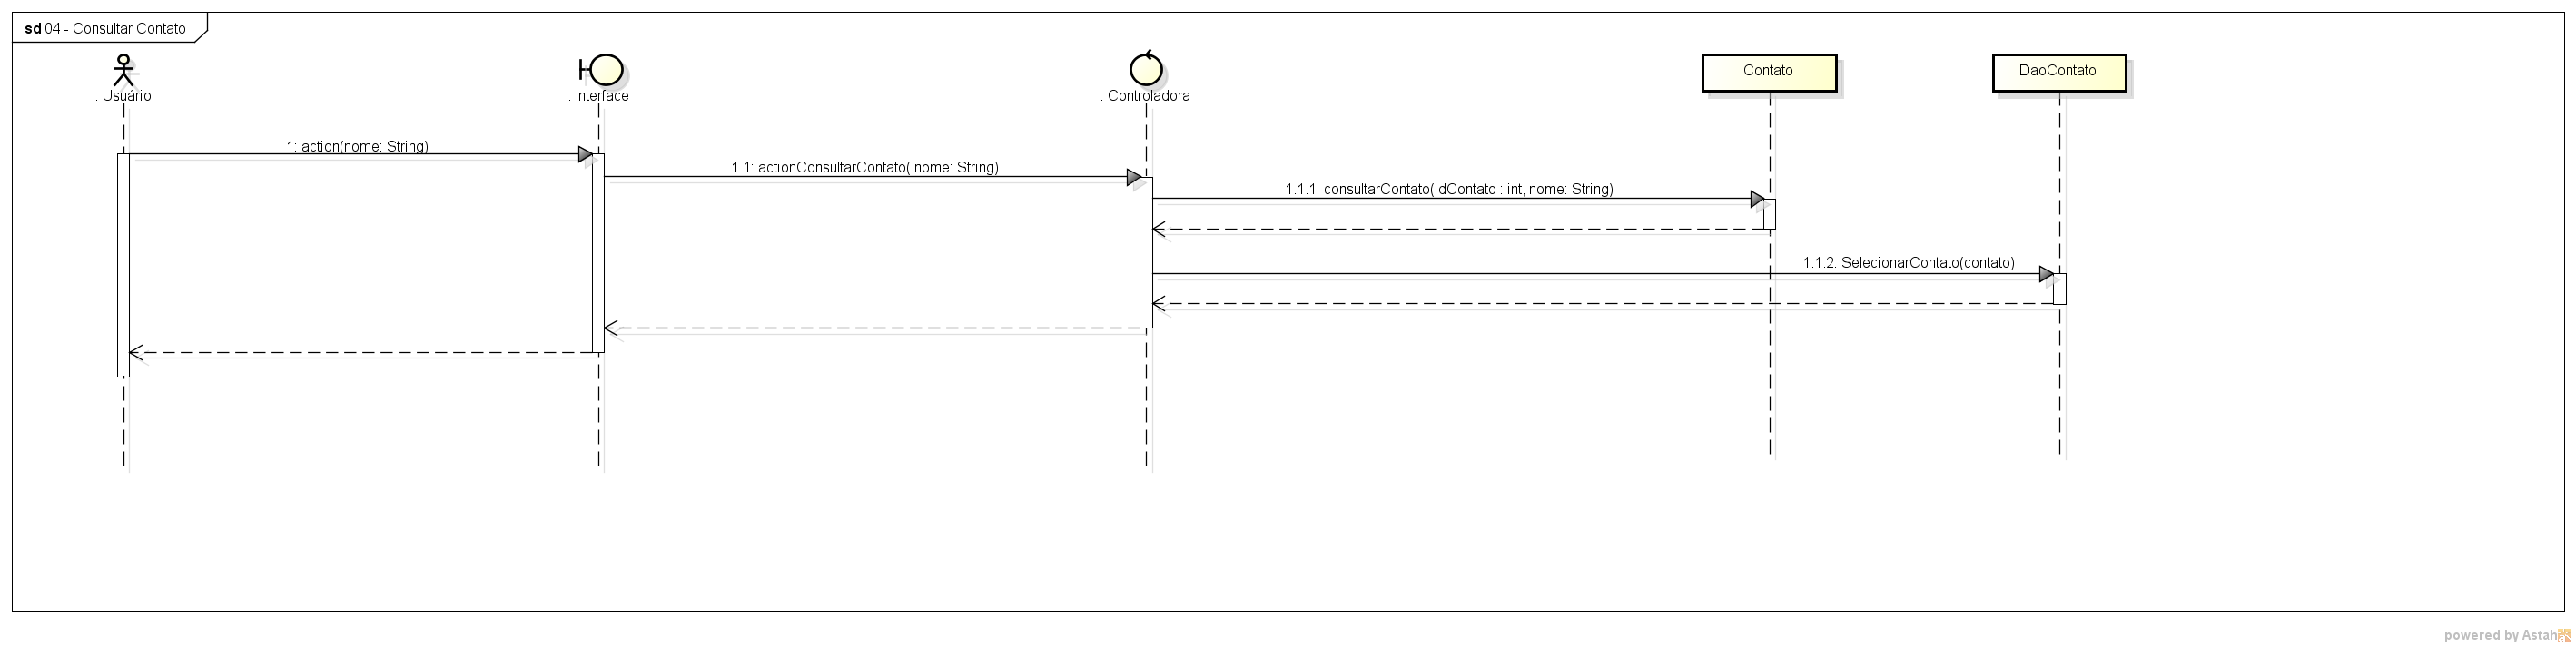 sd 04 - Consultar Contato
: Usuário
: Interface
: Controladora
Contato
DaoContato
1: action(nome: String)
1.1: actionConsultarContato( nome: String)
1.1.1: consultarContato(idContato : int, nome: String)
1.1.2: SelecionarContato(contato)
powered by Astah